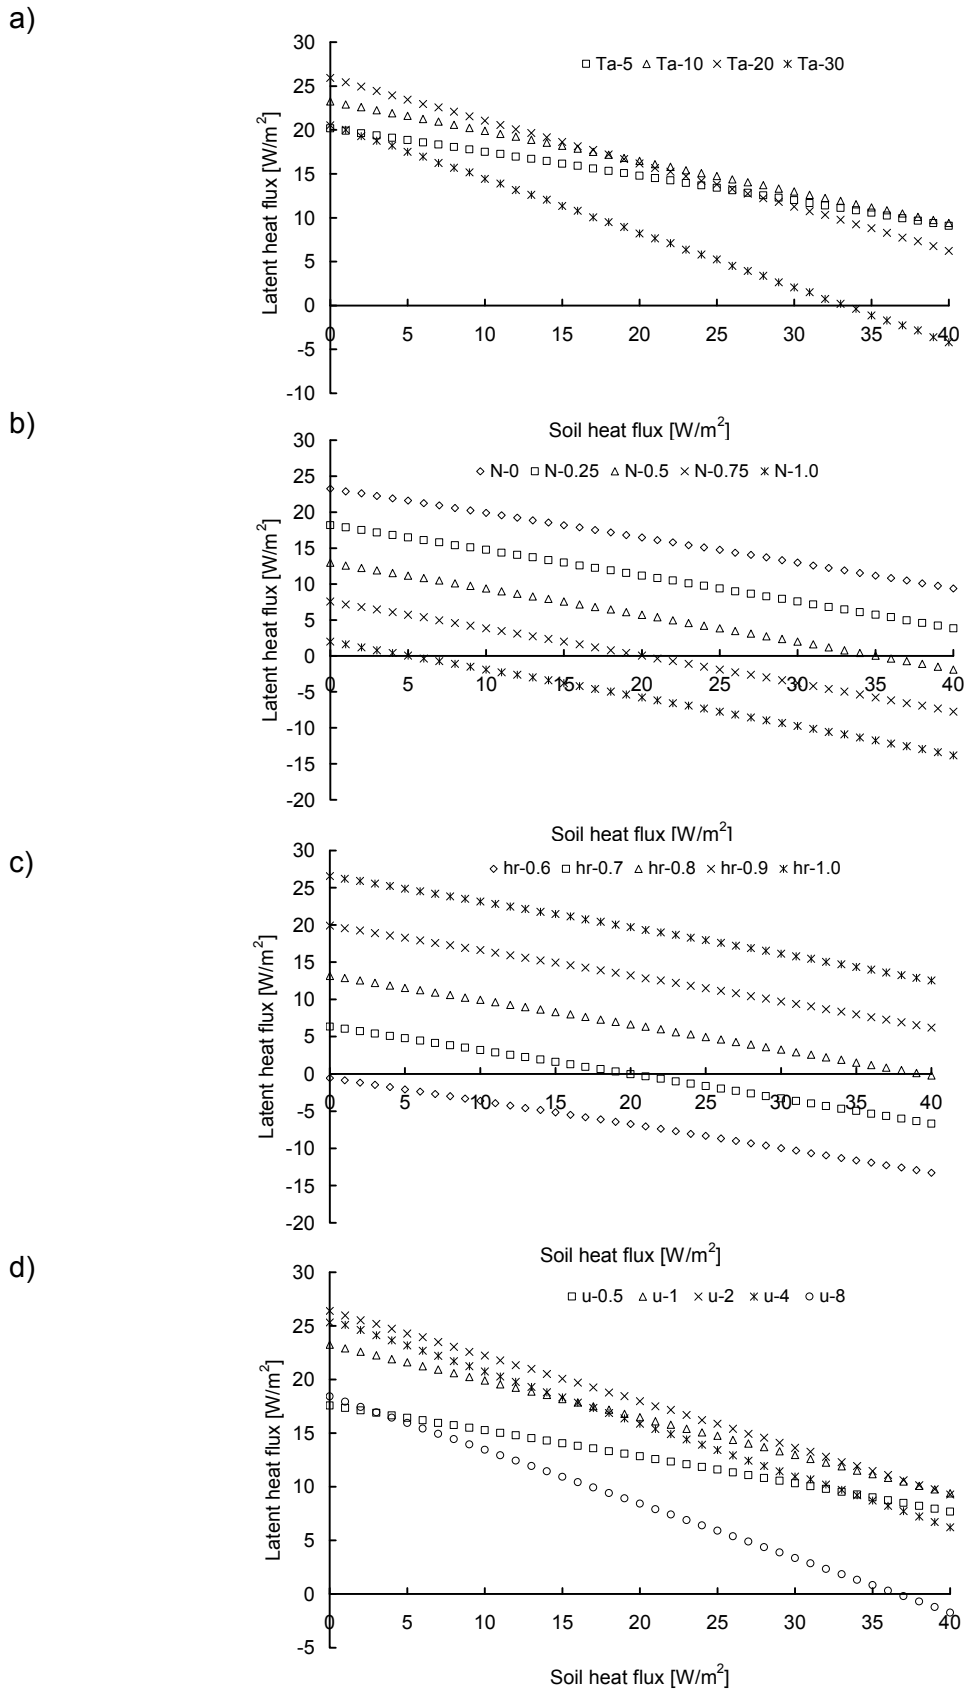 a)
30
25
20
15
10
5
0
-5
-10
Latent heat flux [W/m²]
Ta-5 Ta-10 Ta-20 Ta-30
0 5 10 15 20 25 30 35 40
Soil heat flux [W/m²]
b)
30
25
20
15
10
5
0
-5
-10
-15
-20
Latent heat flux [W/m²]
N-0 N-0.25 N-0.5 N-0.75 N-1.0
0 5 10 15 20 25 30 35 40
Soil heat flux [W/m²]
c)
30
25
20
15
10
5
0
-5
-10
-15
-20
Latent heat flux [W/m²]
hr-0.6 hr-0.7 hr-0.8 hr-0.9 hr-1.0
0 5 10 15 20 25 30 35 40
Soil heat flux [W/m²]
d)
30
25
20
15
10
5
0
-5
Latent heat flux [W/m²]
u-0.5 u-1 u-2 u-4 u-8
0 5 10 15 20 25 30 35 40
Soil heat flux [W/m²]